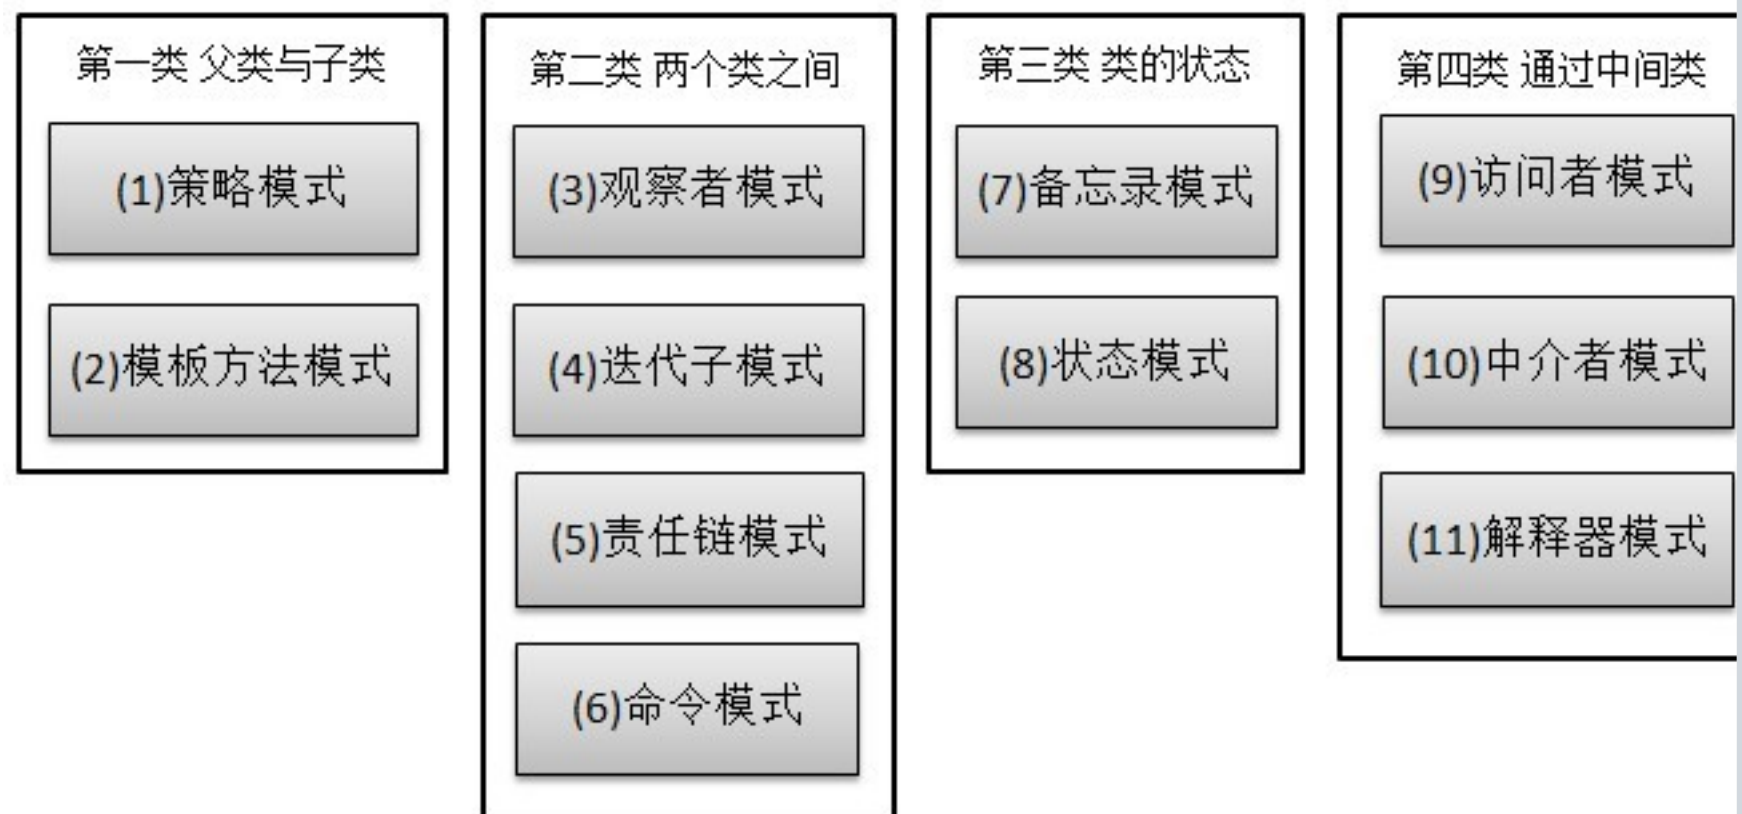 第一类 父类与子类
(1)策略模式
(2)模板方法模式
第二类 两个类之间
(3)观察者模式
(4)迭代子模式
(5)责任链模式
(6)命令模式
第三类 类的状态
(7)备忘录模式
(8)状态模式
第四类 通过中间类
(9)访问者模式
(10)中介者模式
(11)解释器模式